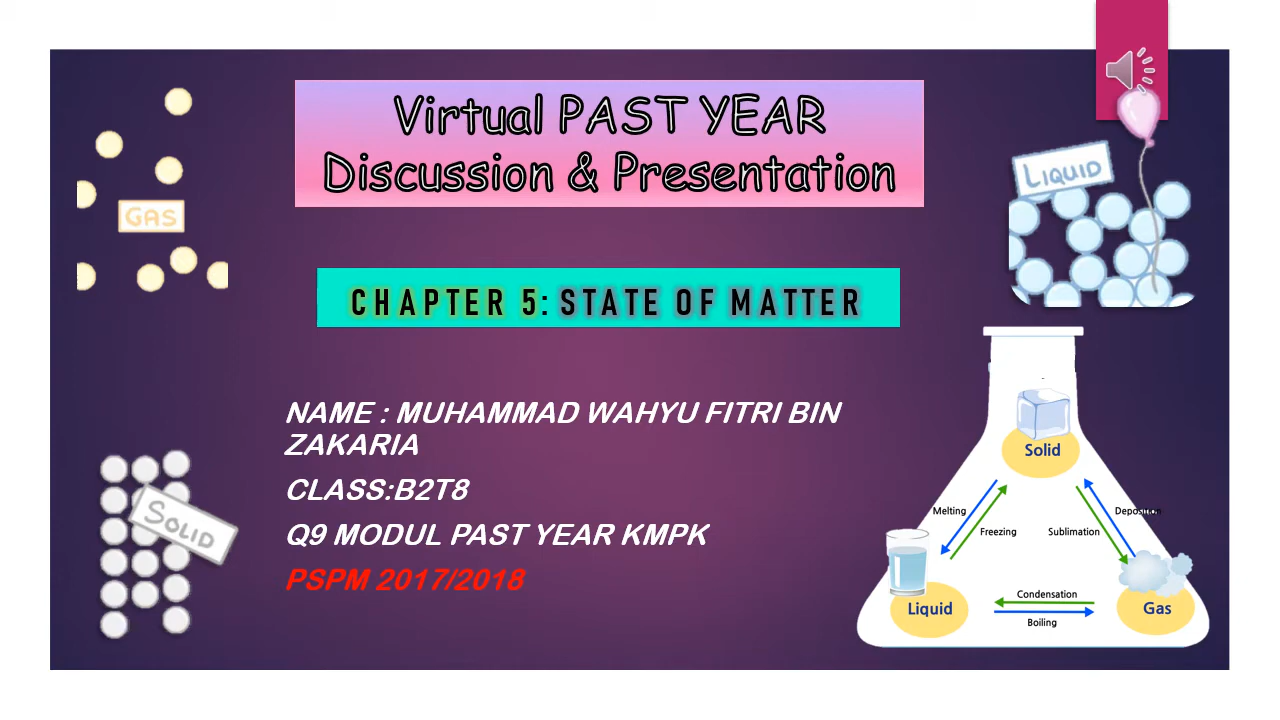 Virtual PAST YEAR
Discussion & Presentation
GAS
LIQUID
CHAPTER 5: STATE OF MATTER
NAME : MUHAMMAD WAHYU FITRI BIN
ZAKARIA
CLASS:B2T8
Q9 MODUL PAST YEAR KMPK
PSPM 2017/2018
SOLID
Solid
Melting
Freezing
Sublimation
Deposition
Liquid
Condensation
Boiling
Gas